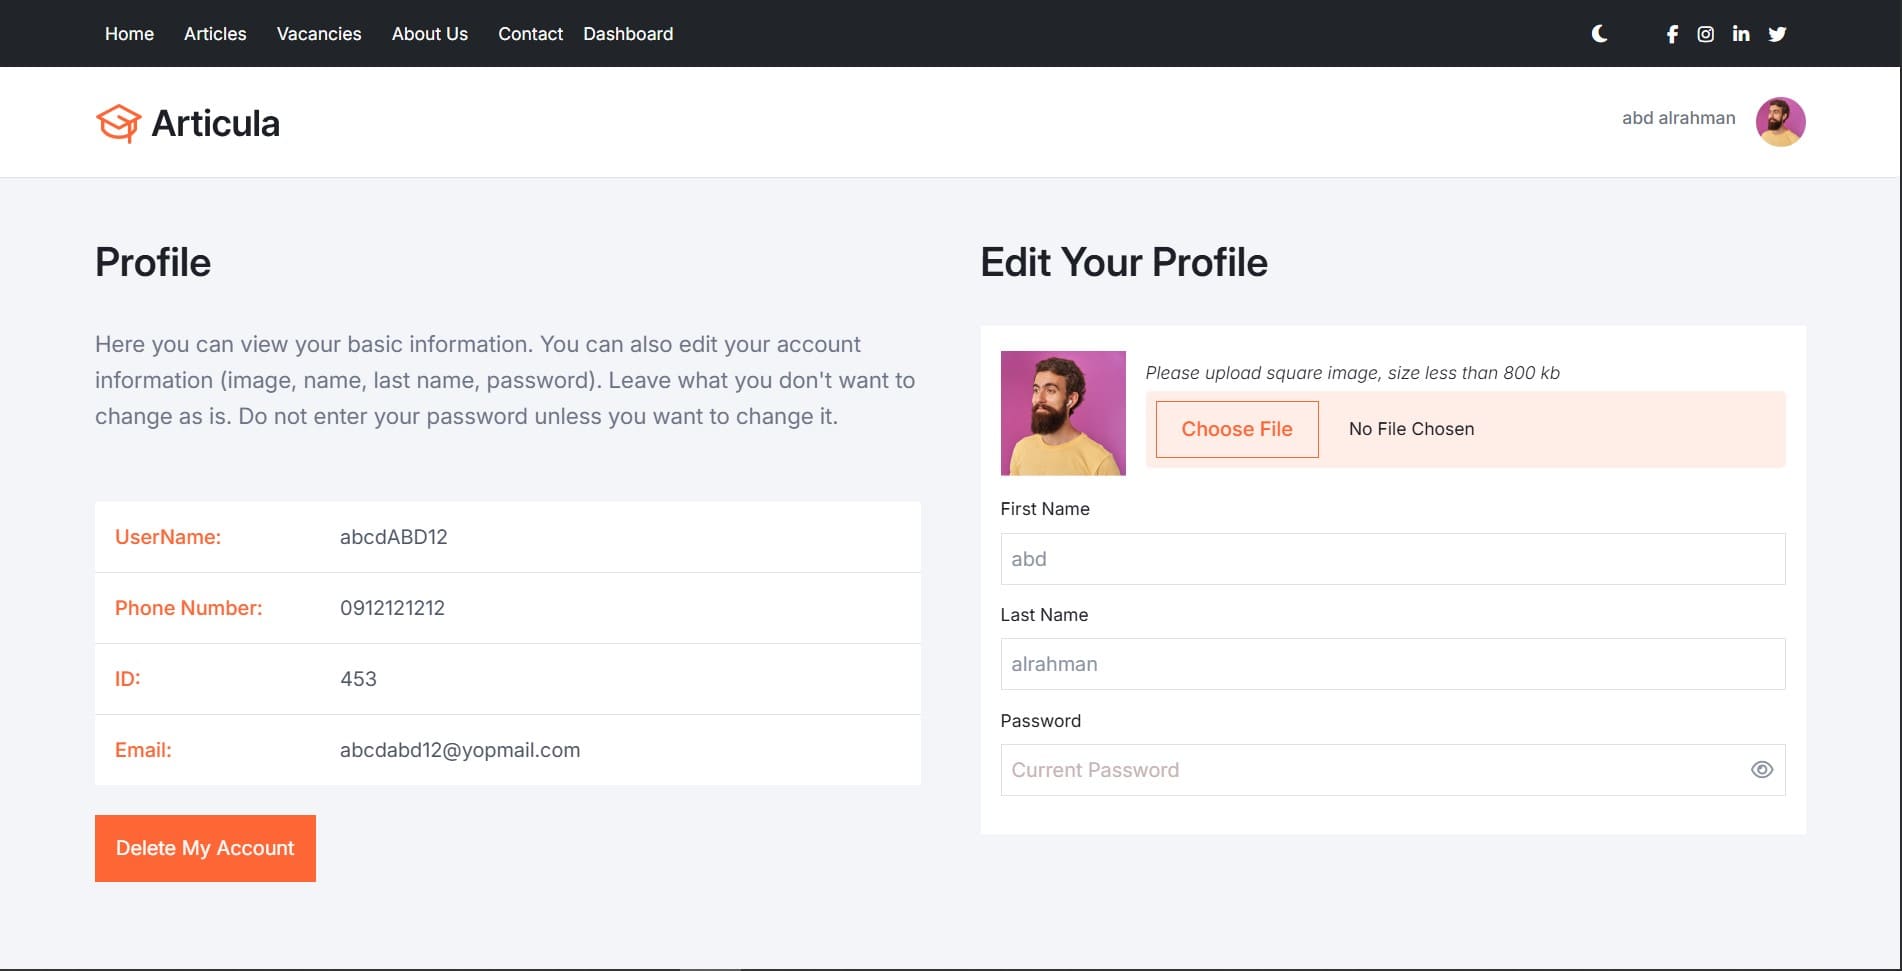 Home Articles Vacancies About Us Contact Dashboard
Articula
abd alrahman
Profile
Here you can view your basic information. You can also edit your account
information (image, name, last name, password). Leave what you don't want to
change as is. Do not enter your password unless you want to change it.
UserName: abcdABD12
Phone Number: 0912121212
ID: 453
Email: abcdabd12@yopmail.com
Delete My Account
Edit Your Profile
Please upload square image, size less than 800 kb
Choose File No File Chosen
First Name
abd
Last Name
alrahman
Password
Current Password